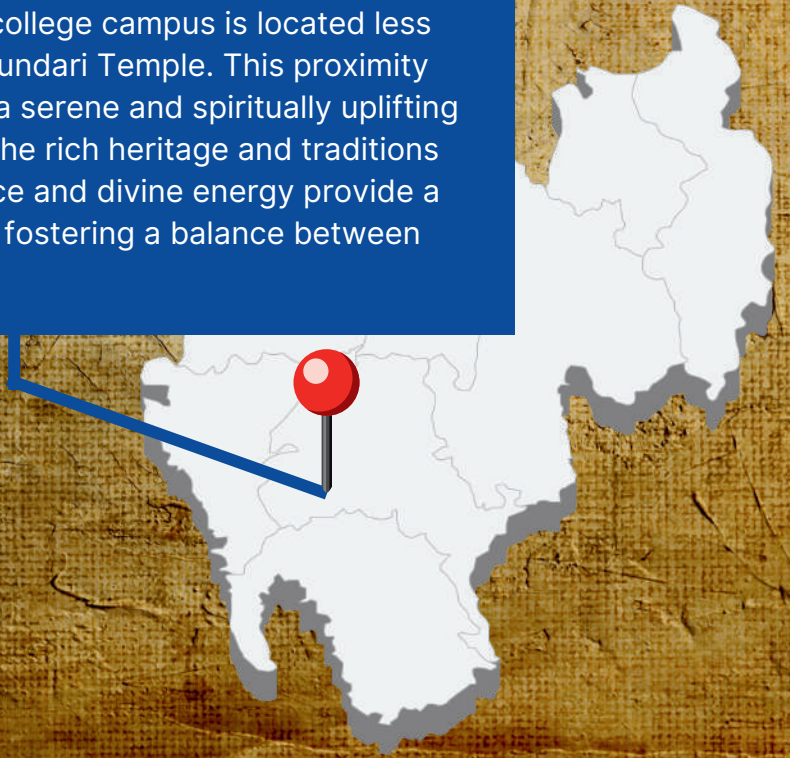 college campus is located less
undari Temple. This proximity
a serene and spiritually uplifting
he rich heritage and traditions
ce and divine energy provide a
fostering a balance between